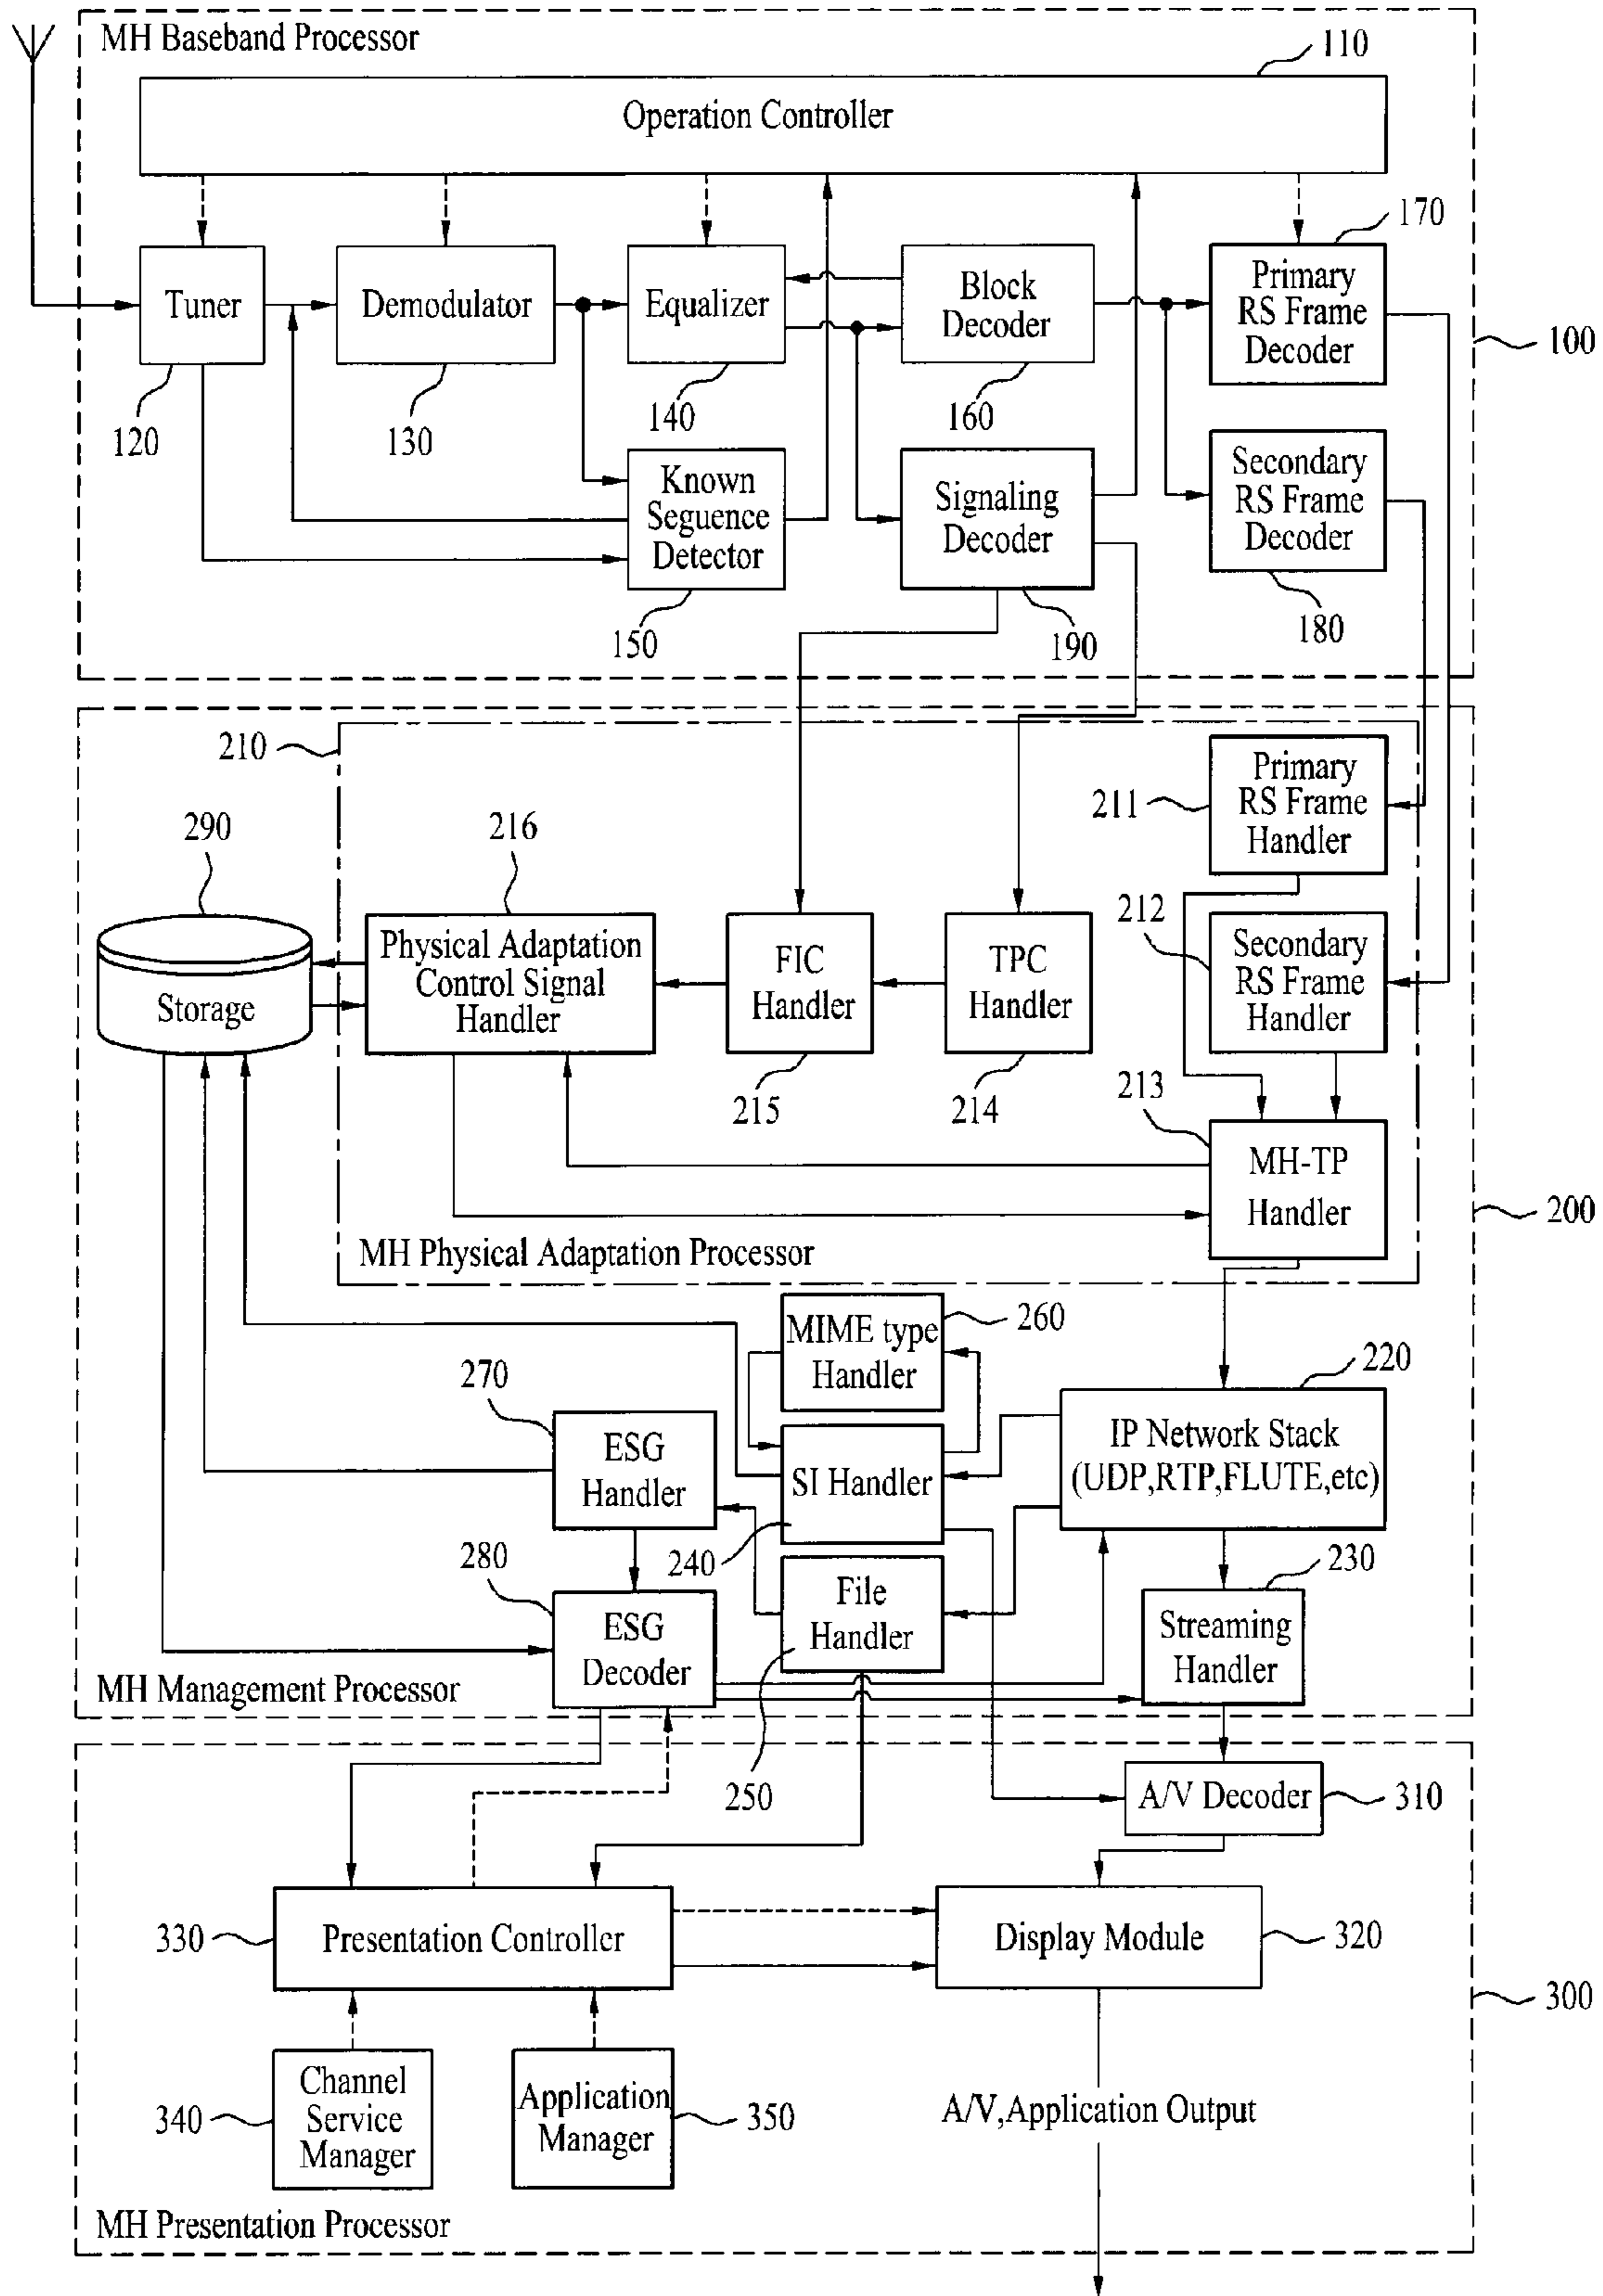 MH Baseband Processor
110
Operation Controller
170
Tuner
Demodulator
Equalizer
Block
Decoder
Primary
RS Frame
Decoder
100
120
130
140
160
Known
Seguence
Detector
Signaling
Decoder
Secondary
RS Frame
Decoder
150
190
180
210
Primary
RS Frame
Handler
211
290
216
212
Storage
Physical Adaptation
Control Signal
Handler
FIC
Handler
TPC
Handler
Secondary
RS Frame
Handler
215
214
213
MH-TP
Handler
200
MH Physical Adaptation Processor
MIME type
Handler
260
220
270
ESG
Handler
SI Handler
IP Network Stack
(UDP,RTP,FLUTE,etc)
240
280
230
ESG
Decoder
File
Handler
Streaming
Handler
MH Management Processor
250
A/V Decoder
310
330
Presentation Controller
Display Module
320
300
Channel
Service
Manager
340
Application
Manager
350
A/V,Application Output
MH Presentation Processor